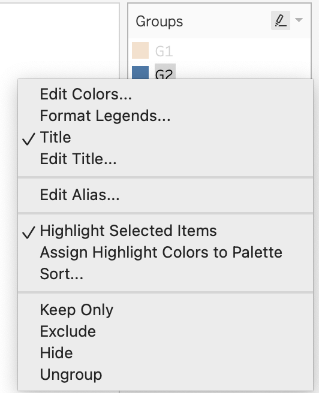 Groups
G1
G2
Edit Colors...
Format Legends...
Title
Edit Title...
Edit Alias...
Highlight Selected Items
Assign Highlight Colors to Palette
Sort...
Keep Only
Exclude
Hide
Ungroup